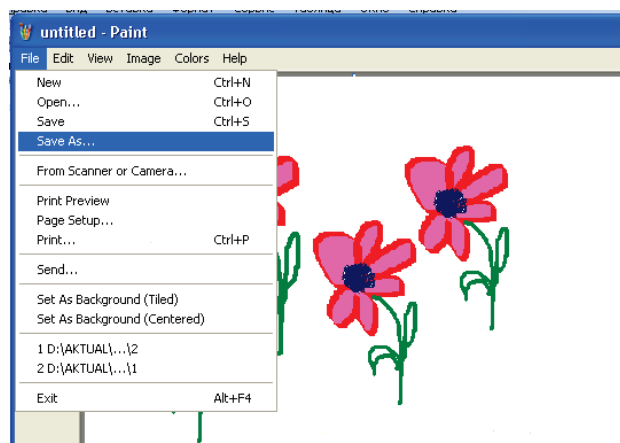 untitled - Paint
File Edit View Image Colors Help
New Ctrl+N
Open... Ctrl+O
Save Ctrl+S
Save As...
From Scanner or Camera...
Print Preview
Page Setup...
Print... Ctrl+P
Send...
Set As Background (Tiled)
Set As Background (Centered)
1 D:\AKTUAL\...\2
2 D:\AKTUAL\...\1
Exit Alt+F4